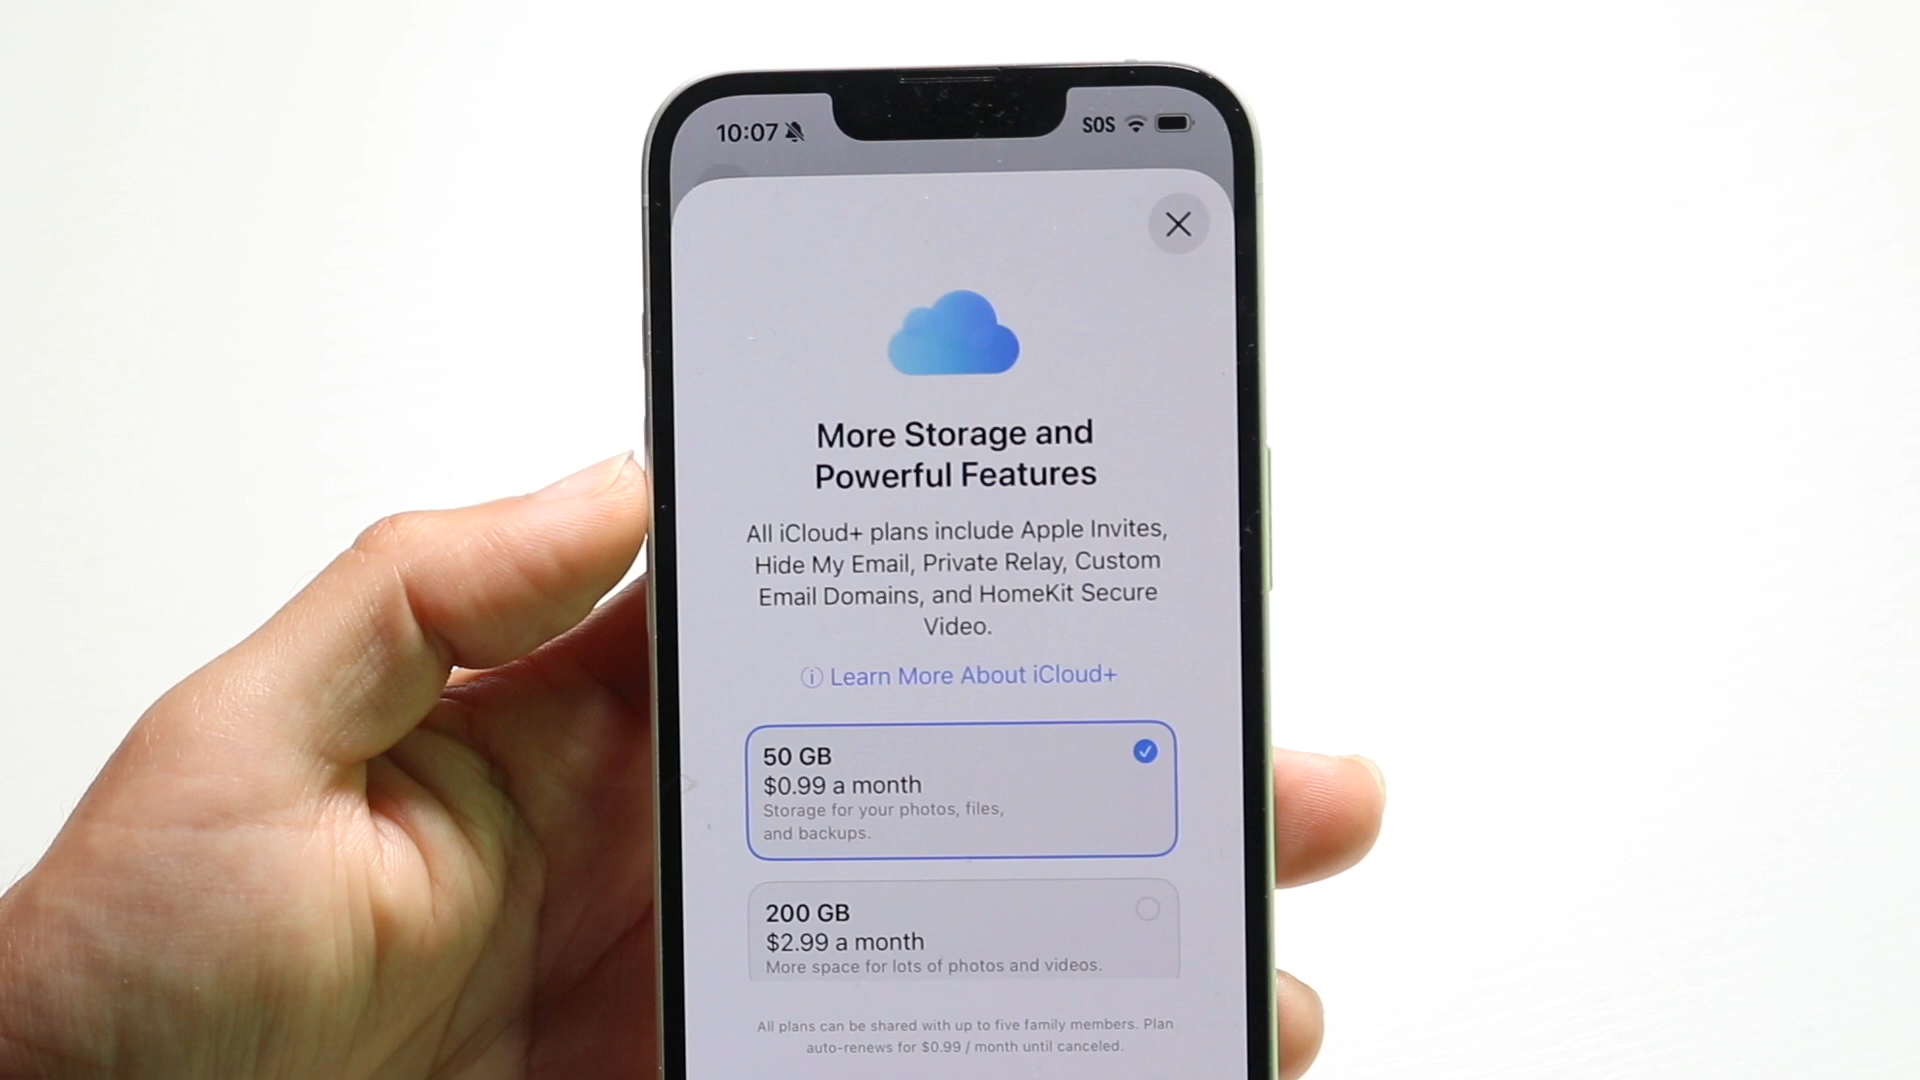 10:07
SOS
More Storage and
Powerful Features
All iCloud+ plans include Apple Invites,
Hide My Email, Private Relay, Custom
Email Domains, and HomeKit Secure
Video.
Learn More About iCloud+
50 GB
$0.99 a month
Storage for your photos, files,
and backups.
200 GB
$2.99 a month
More space for lots of photos and videos.
All plans can be shared with up to five family members. Plan
auto-renews for $0.99 / month until canceled.